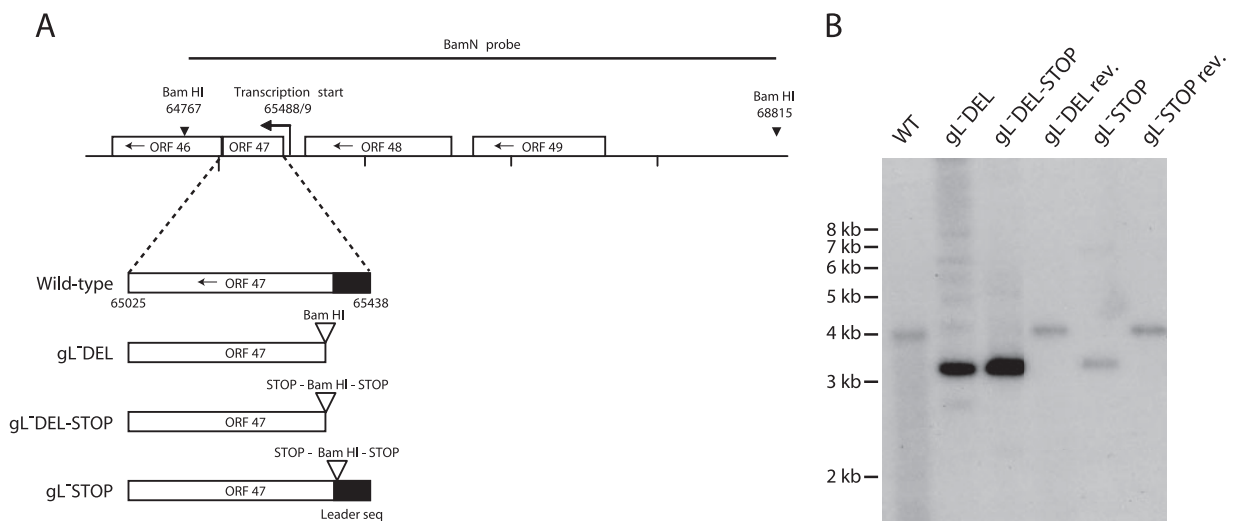 A
BamN probe
Bam HI
64767
Transcription start
65488/9
Bam HI
68815
← ORF 46
ORF 47
← ORF 48
← ORF 49
Wild-type
← ORF 47
65025
65438
Bam HI
gL⁻DEL
ORF 47
STOP - Bam HI - STOP
gL⁻DEL-STOP
ORF 47
STOP - Bam HI - STOP
gL⁻STOP
ORF 47
Leader seq
B
WT
gL⁻DEL
gL⁻DEL-STOP
gL⁻DEL rev.
gL⁻STOP
gL⁻STOP rev.
8 kb
7 kb
6 kb
5 kb
4 kb
3 kb
2 kb